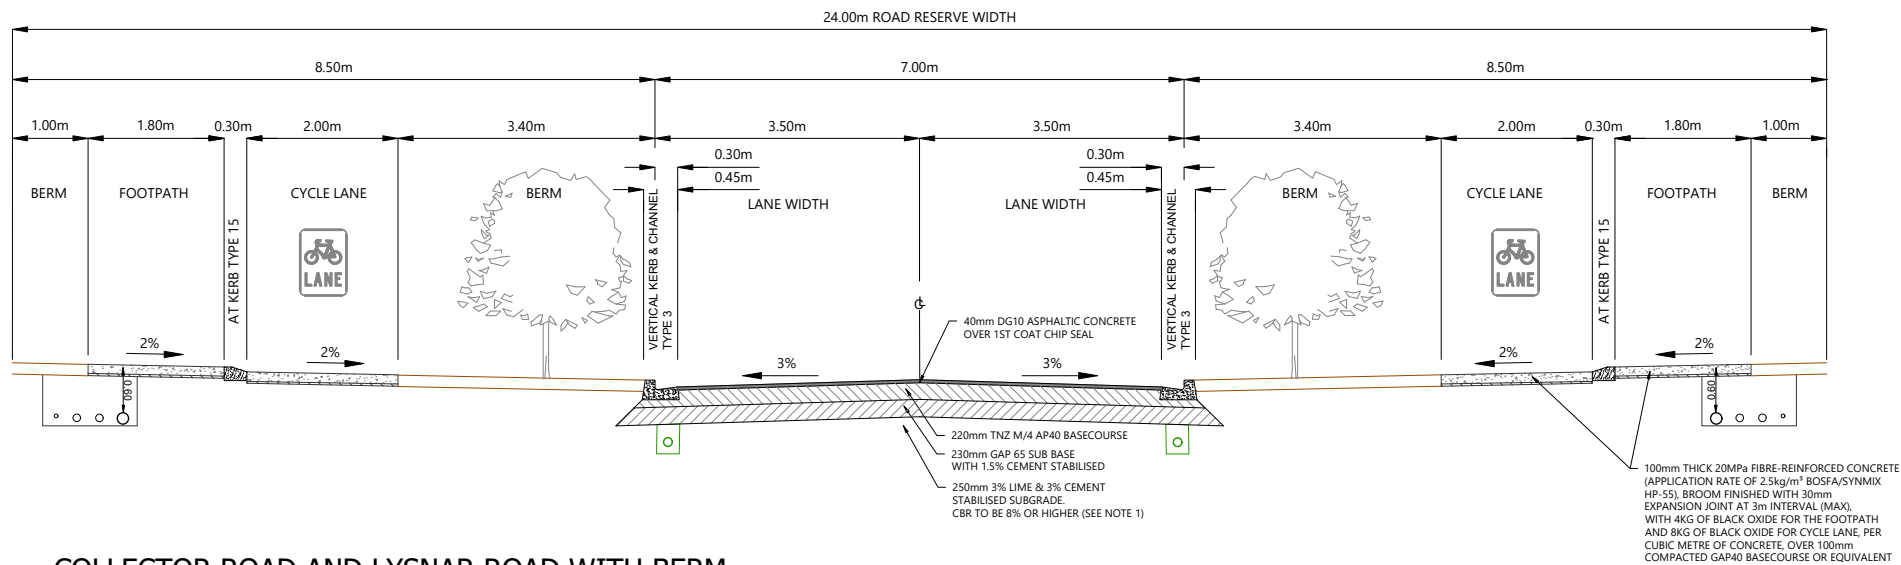 24.00m ROAD RESERVE WIDTH
8.50m 7.00m 8.50m
1.00m 1.80m 0.30m 2.00m 3.40m 3.50m 3.50m 3.40m 2.00m 0.30m 1.80m 1.00m
0.30m 0.30m
0.45m 0.45m
BERM FOOTPATH CYCLE LANE BERM LANE WIDTH LANE WIDTH BERM CYCLE LANE FOOTPATH BERM
AT KERB TYPE 15
LANE
VERTICAL KERB & CHANNEL
TYPE 3
VERTICAL KERB & CHANNEL
TYPE 3
LANE
AT KERB TYPE 15
℄
40mm DG10 ASPHALTIC CONCRETE
OVER 1ST COAT CHIP SEAL
2% 2% 3% 3% 2% 2%
0.60 0.60
220mm TNZ M/4 AP40 BASECOURSE
230mm GAP 65 SUB BASE
WITH 1.5% CEMENT STABILISED
250mm 3% LIME & 3% CEMENT
STABILISED SUBGRADE.
CBR TO BE 8% OR HIGHER (SEE NOTE 1)
100mm THICK 20MPa FIBRE-REINFORCED CONCRETE
(APPLICATION RATE OF 2.5kg/m³ BOSFA/SYNMIX
HP-55), BROOM FINISHED WITH 30mm
EXPANSION JOINT AT 3m INTERVAL (MAX),
WITH 4KG OF BLACK OXIDE FOR THE FOOTPATH
AND 8KG OF BLACK OXIDE FOR CYCLE LANE, PER
CUBIC METRE OF CONCRETE, OVER 100mm
COMPACTED GAP40 BASECOURSE OR EQUIVALENT
COLLECTOR ROAD AND LYSNAR ROAD WITH BERM